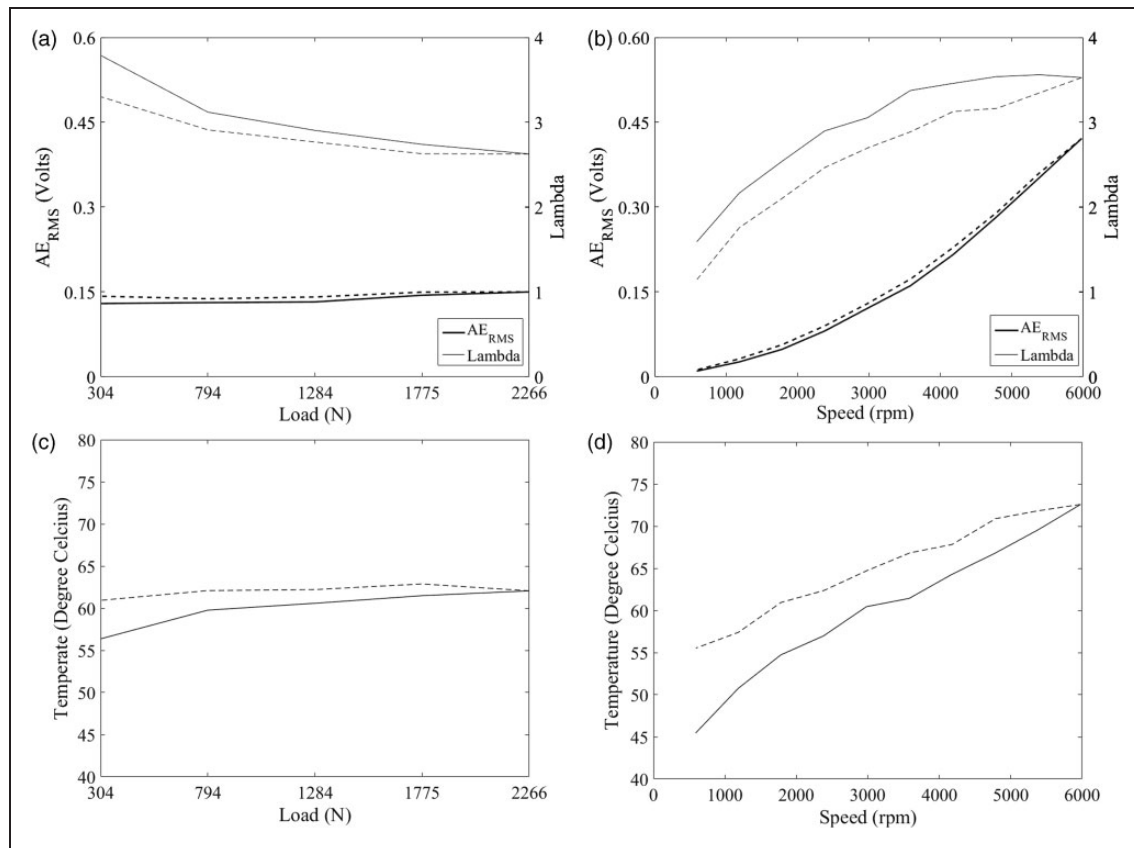 (a)
0.6
0.45
0.3
0.15
0
AE_RMS (Volts)
4
3
2
1
0
Lambda
AE_RMS
Lambda
304 794 1284 1775 2266
Load (N)
(b)
0.60
0.45
0.30
0.15
0
AE_RMS (Volts)
4
3
2
1
0
Lambda
AE_RMS
Lambda
0 1000 2000 3000 4000 5000 6000
Speed (rpm)
(c)
80
75
70
65
60
55
50
45
40
Temperate (Degree Celcius)
304 794 1284 1775 2266
Load (N)
(d)
80
75
70
65
60
55
50
45
40
Temperature (Degree Celcius)
0 1000 2000 3000 4000 5000 6000
Speed (rpm)